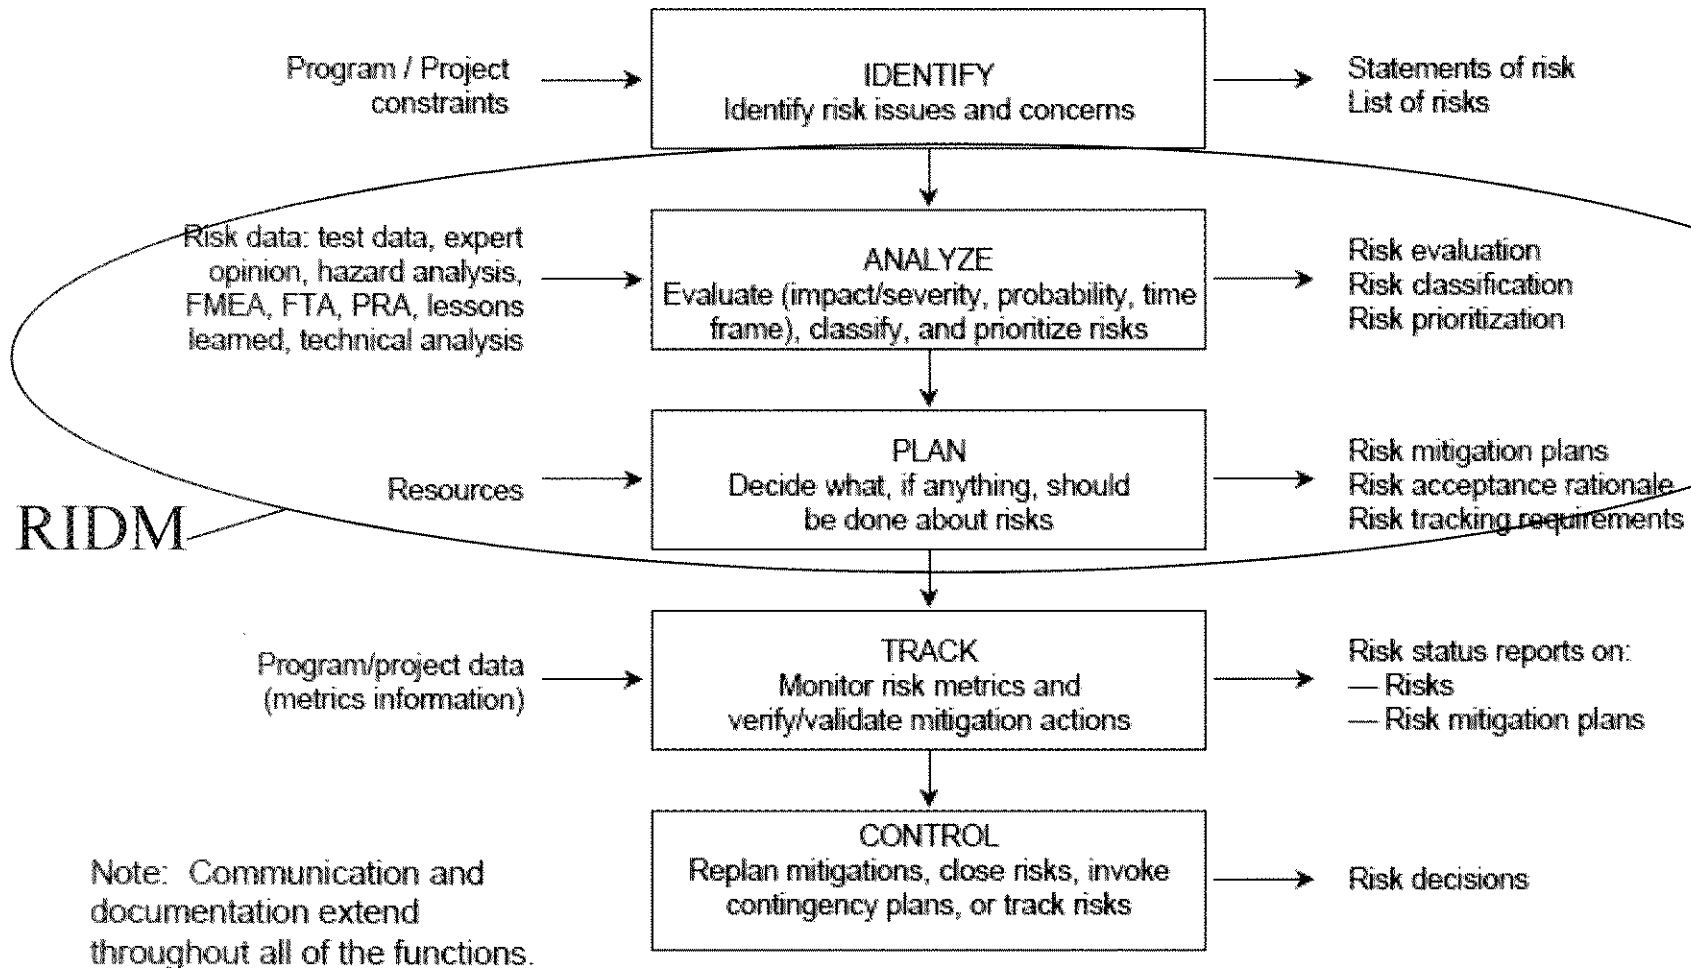 Program / Project
constraints
IDENTIFY
Identify risk issues and concerns
Statements of risk
List of risks
Risk data: test data, expert
opinion, hazard analysis,
FMEA, FTA, PRA, lessons
learned, technical analysis
ANALYZE
Evaluate (impact/severity, probability, time
frame), classify, and prioritize risks
Risk evaluation
Risk classification
Risk prioritization
Resources
PLAN
Decide what, if anything, should
be done about risks
Risk mitigation plans
Risk acceptance rationale
Risk tracking requirements
RIDM
Program/project data
(metrics information)
TRACK
Monitor risk metrics and
verify/validate mitigation actions
Risk status reports on:
— Risks
— Risk mitigation plans
CONTROL
Replan mitigations, close risks, invoke
contingency plans, or track risks
Risk decisions
Note: Communication and
documentation extend
throughout all of the functions.